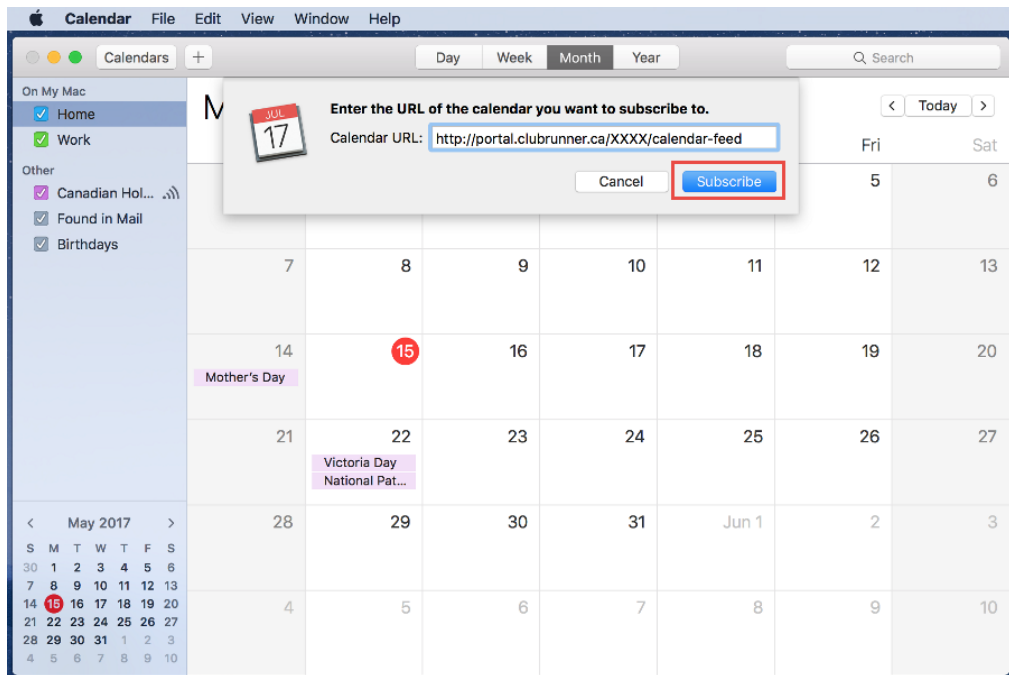 Calendar File Edit View Window Help
Calendars + Day Week Month Year Search
On My Mac
Home
Work
Other
Canadian Hol...
Found in Mail
Birthdays
M
JUL
17
Enter the URL of the calendar you want to subscribe to.
Calendar URL: http://portal.clubrunner.ca/XXXX/calendar-feed
Cancel Subscribe
< Today >
Fri Sat
5 6
7 8 9 10 11 12 13
14 15 16 17 18 19 20
Mother's Day
21 22 23 24 25 26 27
Victoria Day
National Pat...
28 29 30 31 Jun 1 2 3
4 5 6 7 8 9 10
< May 2017 >
S M T W T F S
30 1 2 3 4 5 6
7 8 9 10 11 12 13
14 15 16 17 18 19 20
21 22 23 24 25 26 27
28 29 30 31 1 2 3
4 5 6 7 8 9 10